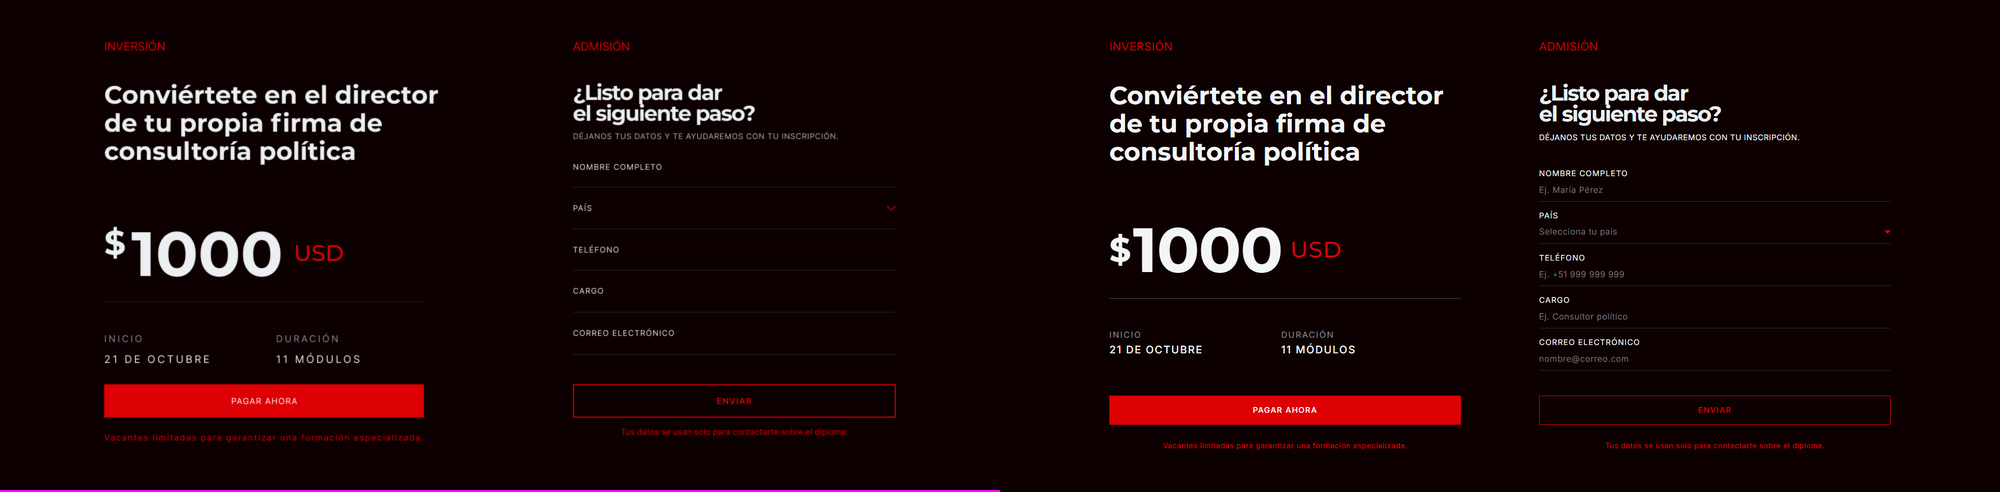 INVERSIÓN
Conviértete en el director
de tu propia firma de
consultoría política
$1000 USD
INICIO
21 DE OCTUBRE
DURACIÓN
11 MÓDULOS
PAGAR AHORA
Vacantes limitadas para garantizar una formación especializada.
ADMISIÓN
¿Listo para dar
el siguiente paso?
DÉJANOS TUS DATOS Y TE AYUDAREMOS CON TU INSCRIPCIÓN.
NOMBRE COMPLETO
PAÍS
TELÉFONO
CARGO
CORREO ELECTRÓNICO
ENVIAR
Tus datos se usan solo para contactarte sobre el diploma.
INVERSIÓN
Conviértete en el director
de tu propia firma de
consultoría política
$1000 USD
INICIO
21 DE OCTUBRE
DURACIÓN
11 MÓDULOS
PAGAR AHORA
Vacantes limitadas para garantizar una formación especializada.
ADMISIÓN
¿Listo para dar
el siguiente paso?
DÉJANOS TUS DATOS Y TE AYUDAREMOS CON TU INSCRIPCIÓN.
NOMBRE COMPLETO
Ej. María Pérez
PAÍS
Selecciona tu país
TELÉFONO
Ej. +51 999 999 999
CARGO
Ej. Consultor político
CORREO ELECTRÓNICO
nombre@correo.com
ENVIAR
Tus datos se usan solo para contactarte sobre el diploma.